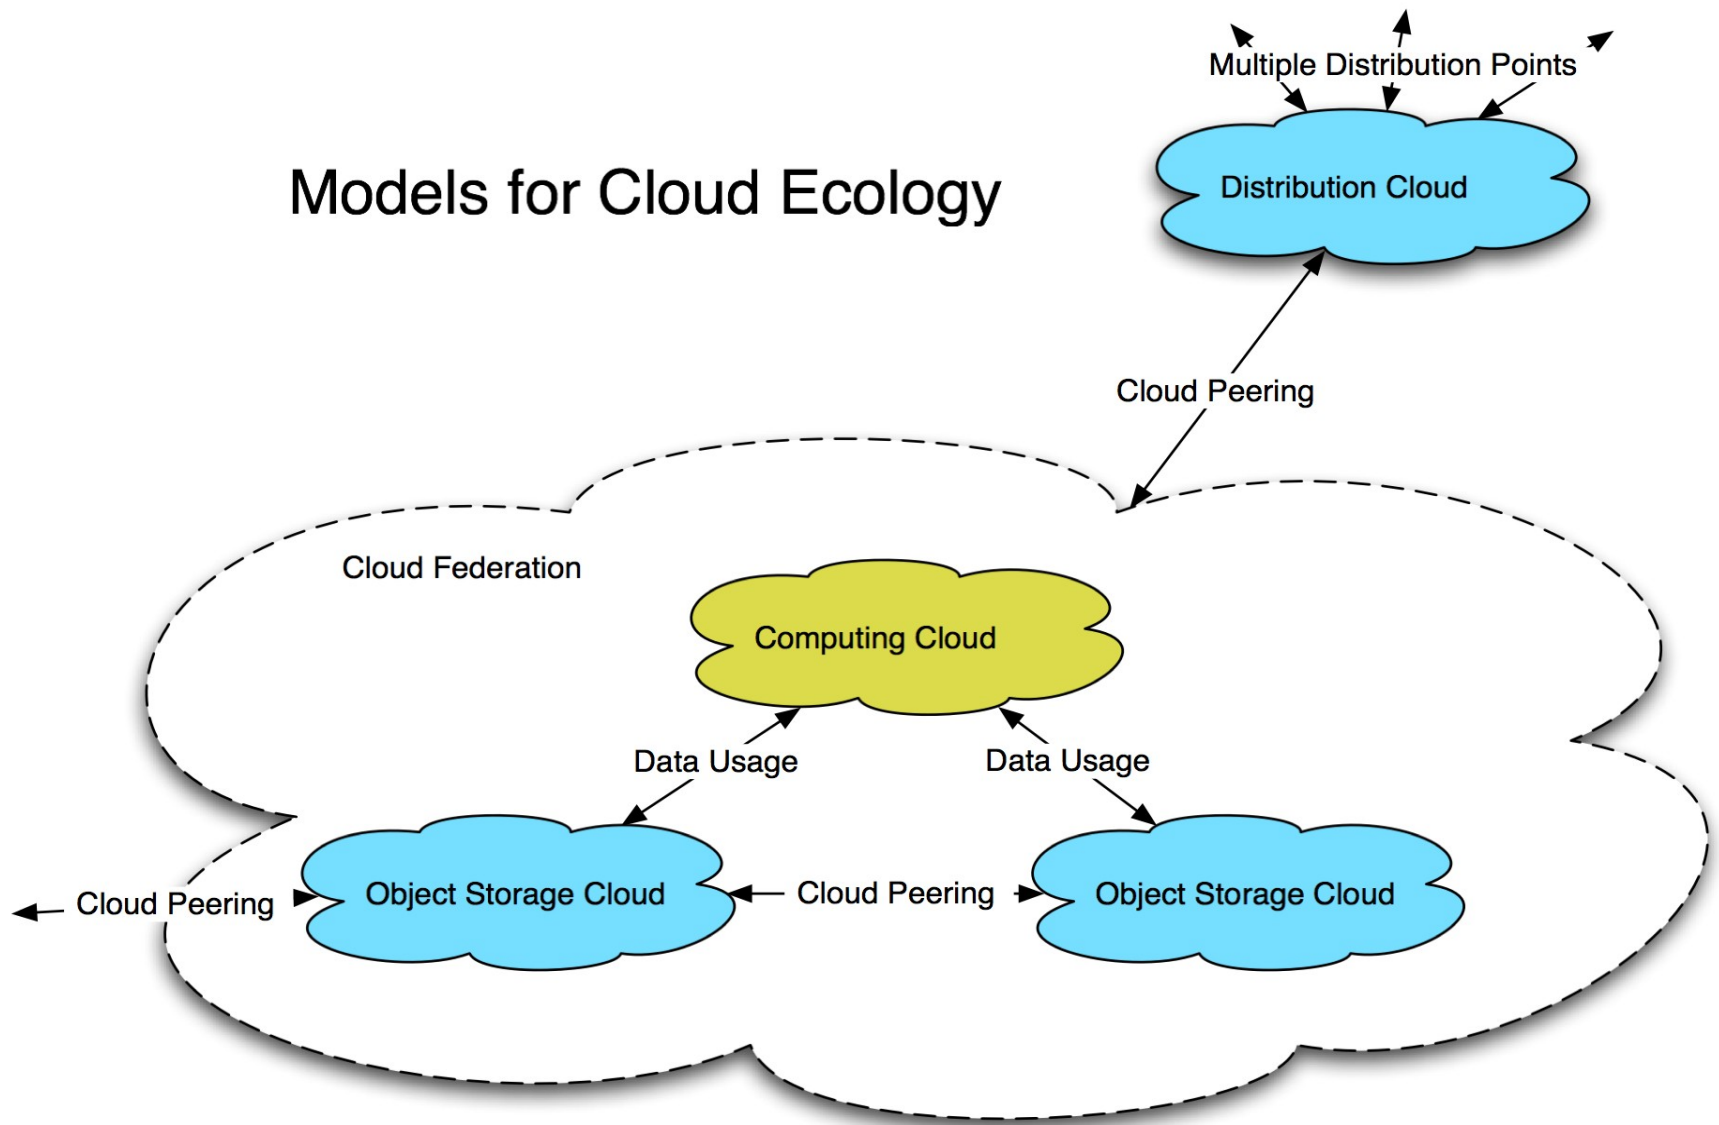 Multiple Distribution Points
Models for Cloud Ecology
Distribution Cloud
Cloud Peering
Cloud Federation
Computing Cloud
Data Usage
Data Usage
Cloud Peering
Object Storage Cloud
Cloud Peering
Object Storage Cloud